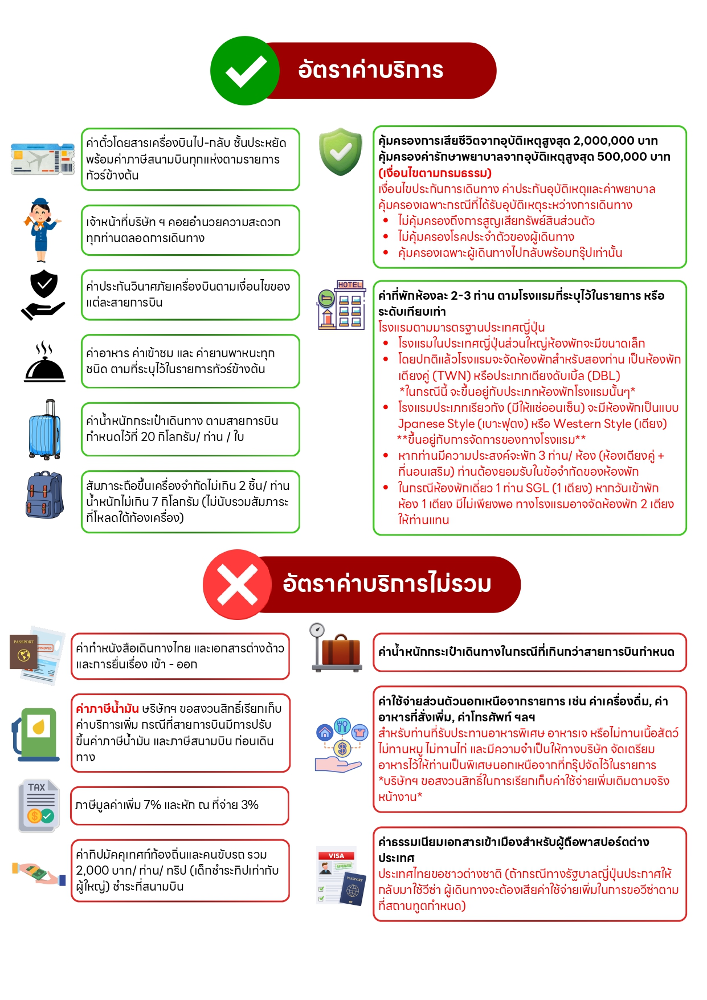 อัตราค่าบริการ
ค่าตั๋วโดยสารเครื่องบินไป-กลับ ชั้นประหยัด
พร้อมค่าภาษีสนามบินทุกแห่งตามรายการ
ทัวร์ข้างต้น
เจ้าหน้าที่บริษัท ฯ คอยอำนวยความสะดวก
ทุกท่านตลอดการเดินทาง
ค่าประกันวินาศภัยเครื่องบินตามเงื่อนไขของ
แต่ละสายการบิน
ค่าอาหาร ค่าเข้าชม และ ค่ายานพาหนะทุก
ชนิด ตามที่ระบุไว้ในรายการทัวร์ข้างต้น
ค่าน้ำหนักกระเป๋าเดินทาง ตามสายการบิน
กำหนดไว้ที่ 20 กิโลกรัม/ ท่าน / ใบ
สัมภาระถือขึ้นเครื่องจำกัดไม่เกิน 2 ชิ้น/ ท่าน
น้ำหนักไม่เกิน 7 กิโลกรัม (ไม่นับรวมสัมภาระ
ที่โหลดใต้ท้องเครื่อง)
คุ้มครองการเสียชีวิตจากอุบัติเหตุสูงสุด 2,000,000 บาท
คุ้มครองค่ารักษาพยาบาลจากอุบัติเหตุสูงสุด 500,000 บาท
(เงื่อนไขตามกรมธรรม)
เงื่อนไขประกันการเดินทาง ค่าประกันอุบัติเหตุและค่าพยาบาล
คุ้มครองเฉพาะกรณีที่ได้รับอุบัติเหตุระหว่างการเดินทาง
• ไม่คุ้มครองถึงการสูญเสียทรัพย์สินส่วนตัว
• ไม่คุ้มครองโรคประจำตัวของผู้เดินทาง
• คุ้มครองเฉพาะผู้เดินทางไปกลับพร้อมกรุ๊ปเท่านั้น
HOTEL
ค่าที่พักห้องละ 2-3 ท่าน ตามโรงแรมที่ระบุไว้ในรายการ หรือ
ระดับเทียบเท่า
โรงแรมตามมารตรฐานประเทศญี่ปุ่น
• โรงแรมในประเทศญี่ปุ่นส่วนใหญ่ห้องพักจะมีขนาดเล็ก
• โดยปกติแล้วโรงแรมจะจัดห้องพักสำหรับสองท่าน เป็นห้องพัก
เตียงคู่ (TWN) หรือประเภทเตียงดับเบิ้ล (DBL)
*ในกรณีนี้ จะขึ้นอยู่กับประเภทห้องพักโรงแรมนั้นๆ*
• โรงแรมประเภทเรียวกัง (มีให้แช่ออนเซ็น) จะมีห้องพักเป็นแบบ
Jpanese Style (เบาะฟุตง) หรือ Western Style (เตียง)
**ขึ้นอยู่กับการจัดการของทางโรงแรม**
• หากท่านมีความประสงค์จะพัก 3 ท่าน/ ห้อง (ห้องเตียงคู่ +
ที่นอนเสริม) ท่านต้องยอมรับในข้อจำกัดของห้องพัก
• ในกรณีห้องพักเดี่ยว 1 ท่าน SGL (1 เตียง) หากวันเข้าพัก
ห้อง 1 เตียง มีไม่เพียงพอ ทางโรงแรมอาจจัดห้องพัก 2 เตียง
ให้ท่านแทน
อัตราค่าบริการไม่รวม
PASSPORT
APPROVED
ค่าทำหนังสือเดินทางไทย และเอกสารต่างด้าว
และการยื่นเรื่อง เข้า - ออก
ค่าภาษีน้ำมัน ษริษัทฯ ขอสงวนสิทธิ์เรียกเก็บ
ค่าบริการเพิ่ม กรณีที่สายการบินมีการปรับ
ขึ้นค่าภาษีน้ำมัน และภาษีสนามบิน ก่อนเดิน
ทาง
TAX
ภาษีมูลค่าเพิ่ม 7% และหัก ณ ที่จ่าย 3%
ค่าทิปมัคคุเทศก์ท้องถิ่นและคนขับรถ รวม
2,000 บาท/ ท่าน/ ทริป (เด็กชำระทิปเท่ากับ
ผู้ใหญ่) ชำระที่สนามบิน
ค่าน้ำหนักกระเป๋าเดินทางในกรณีที่เกินกว่าสายการบินกำหนด
ค่าใช้จ่ายส่วนตัวนอกเหนือจากรายการ เช่น ค่าเครื่องดื่ม, ค่า
อาหารที่สั่งเพิ่ม, ค่าโทรศัพท์ ฯลฯ
สำหรับท่านที่รับประทานอาหารพิเศษ อาหารเจ หรือไม่ทานเนื้อสัตว์
ไม่ทานหมู ไม่ทานไก่ และมีความจำเป็นให้ทางบริษัท จัดเตรียม
อาหารไว้ให้ท่านเป็นพิเศษนอกเหนือจากที่กรุ๊ปจัดไว้ในรายการ
*บริษัทฯ ขอสงวนสิทธิ์ในการเรียกเก็บค่าใช้จ่ายเพิ่มเติมตามจริง
หน้างาน*
VISA
APPROVED
PASSPORT
ค่าธรรมเนียมเอกสารเข้าเมืองสำหรับผู้ถือพาสปอร์ตต่าง
ประเทศ
ประเทศไทยขอชาวต่างชาติ (ถ้ากรณีทางรัฐบาลญี่ปุ่นประกาศให้
กลับมาใช้วีซ่า ผู้เดินทางจะต้องเสียค่าใช้จ่ายเพิ่มในการขอวีซ่าตาม
ที่สถานทูตกำหนด)